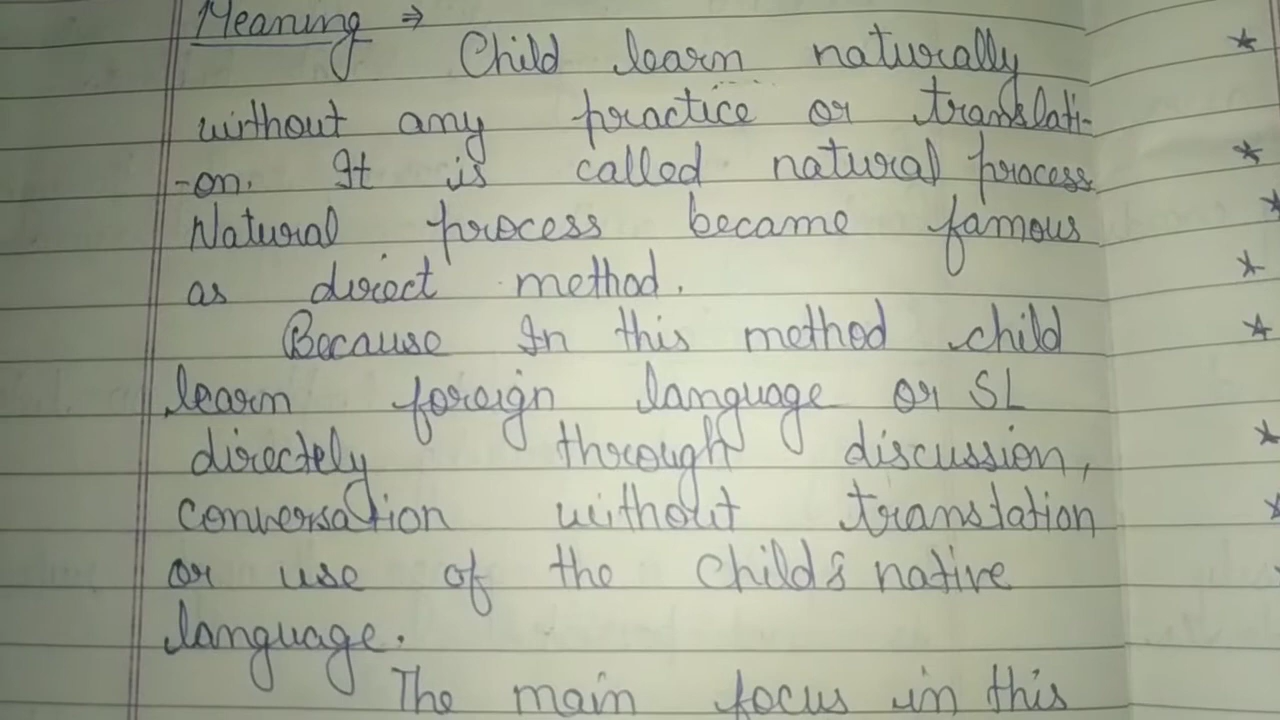 Meaning ⇒
Child learn naturally
without any practice or translati-
-on. It is called natural process
Natural process became famous
as direct method.
Because In this method child
learn foreign language or SL
directely through discussion,
conversation without translation
or use of the child's native
language.
The main focus in this